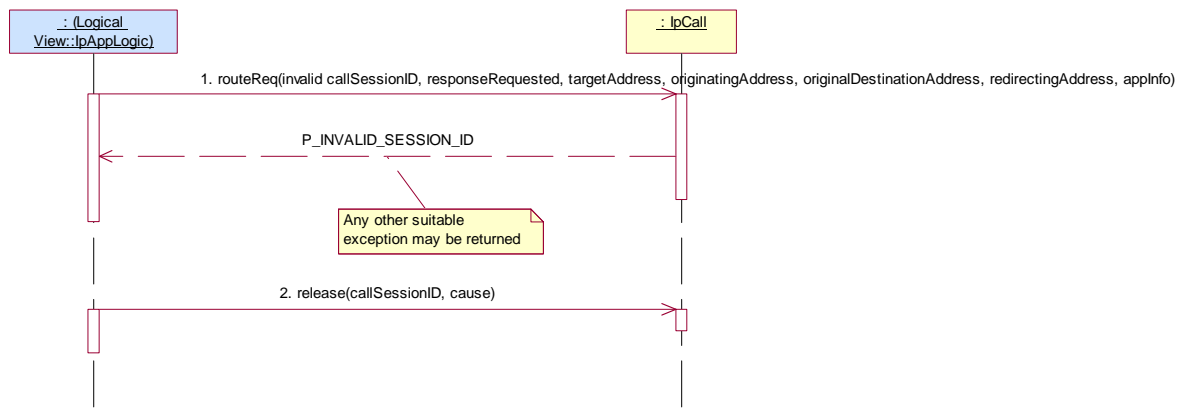 : (Logical
View::IpAppLogic)
: IpCall
1. routeReq(invalid callSessionID, responseRequested, targetAddress, originatingAddress, originalDestinationAddress, redirectingAddress, appInfo)
P_INVALID_SESSION_ID
Any other suitable
exception may be returned
2. release(callSessionID, cause)